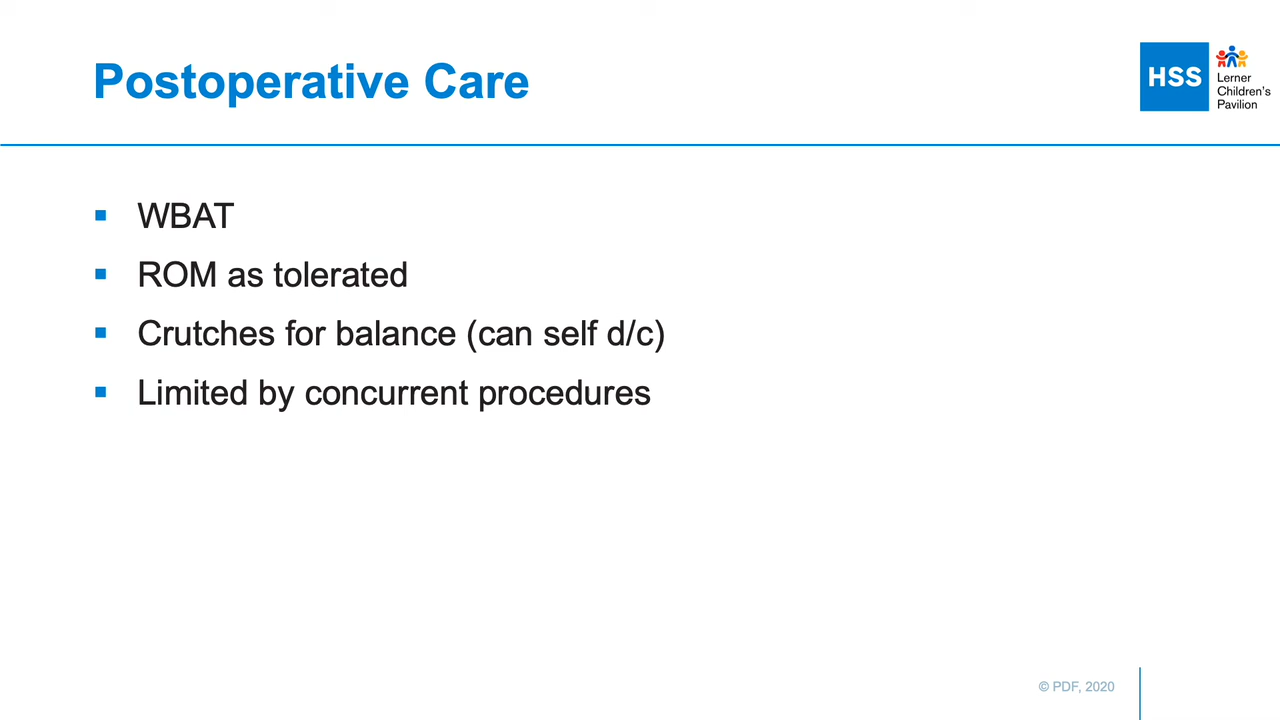 Postoperative Care
HSS
Lerner
Children's
Pavilion
WBAT
ROM as tolerated
Crutches for balance (can self d/c)
Limited by concurrent procedures
© PDF, 2020